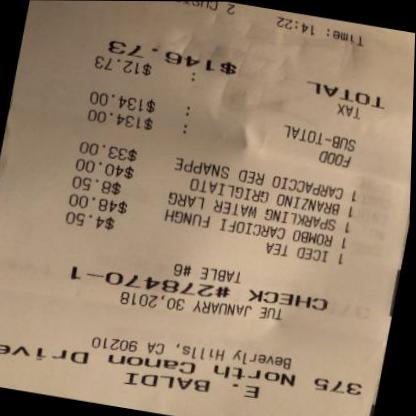 E. BALDI
375 North Canon Drive
Beverly Hills, CA 90210
TUE JANUARY 30,2018
CHECK #278470-1
TABLE #6
1 ICED TEA $4.50
1 ROMBO CARCIOFI FUNGH $48.00
1 SPARKLING WATER LARG $8.50
1 BRANZINO GRIGLIATO $40.00
1 CARPACCIO RED SNAPPE $33.00
FOOD : $134.00
SUB-TOTAL : $134.00
TAX : $12.73
TOTAL $146.73
Time: 14:22 2